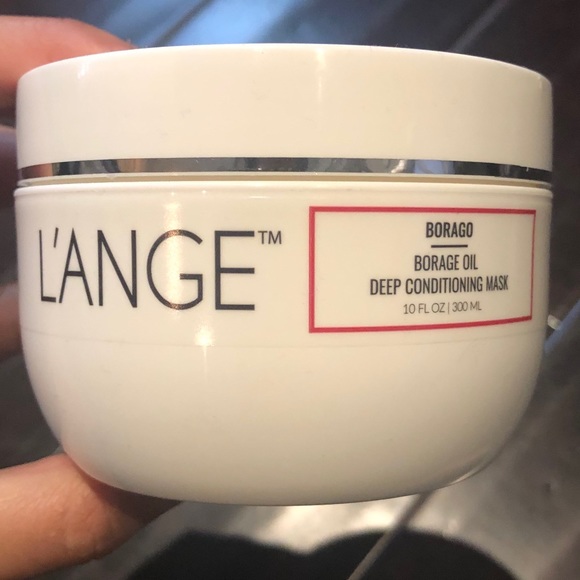 L'ANGE™
BORAGO
BORAGE OIL
DEEP CONDITIONING MASK
10 FL OZ | 300 ML